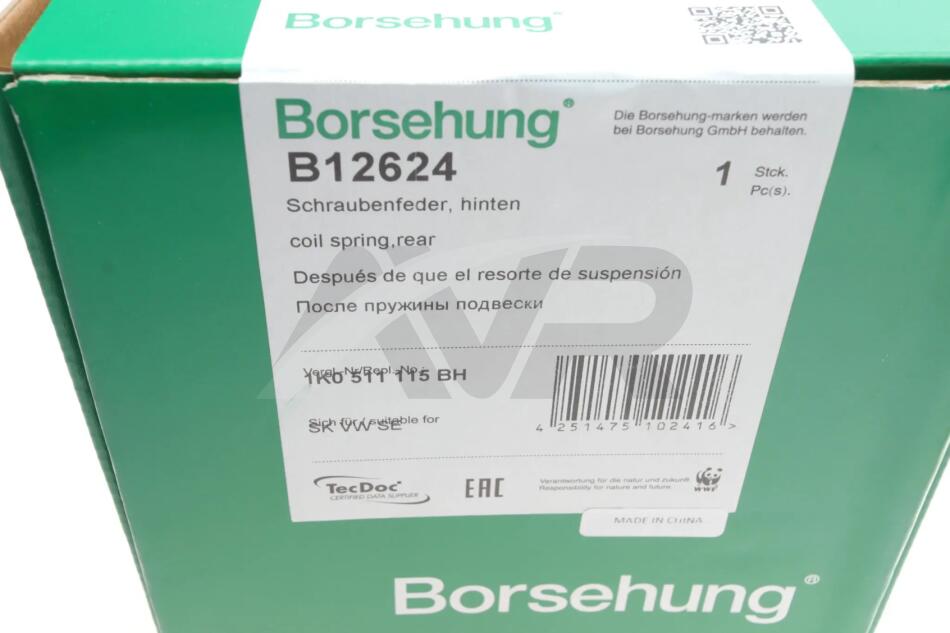 Borsehung®
Borsehung®
Die Borsehung-marken werden
bei Borsehung GmbH behalten.
B12624
1 Stck.
Pc(s).
Schraubenfeder, hinten
coil spring,rear
Después de que el resorte de suspensión
После пружины подвески
AVP
Vergl.-Nr/Repl.-No.:
1K0 511 115 BH
Sich für / suitable for
SK VW SE
4 251475 102416 >
TecDoc
CERTIFIED DATA SUPPLIER
EAC
Verantwortung für die natur und zukunft.
Responsibility for nature and future.
WWF
MADE IN CHINA
Borsehung®